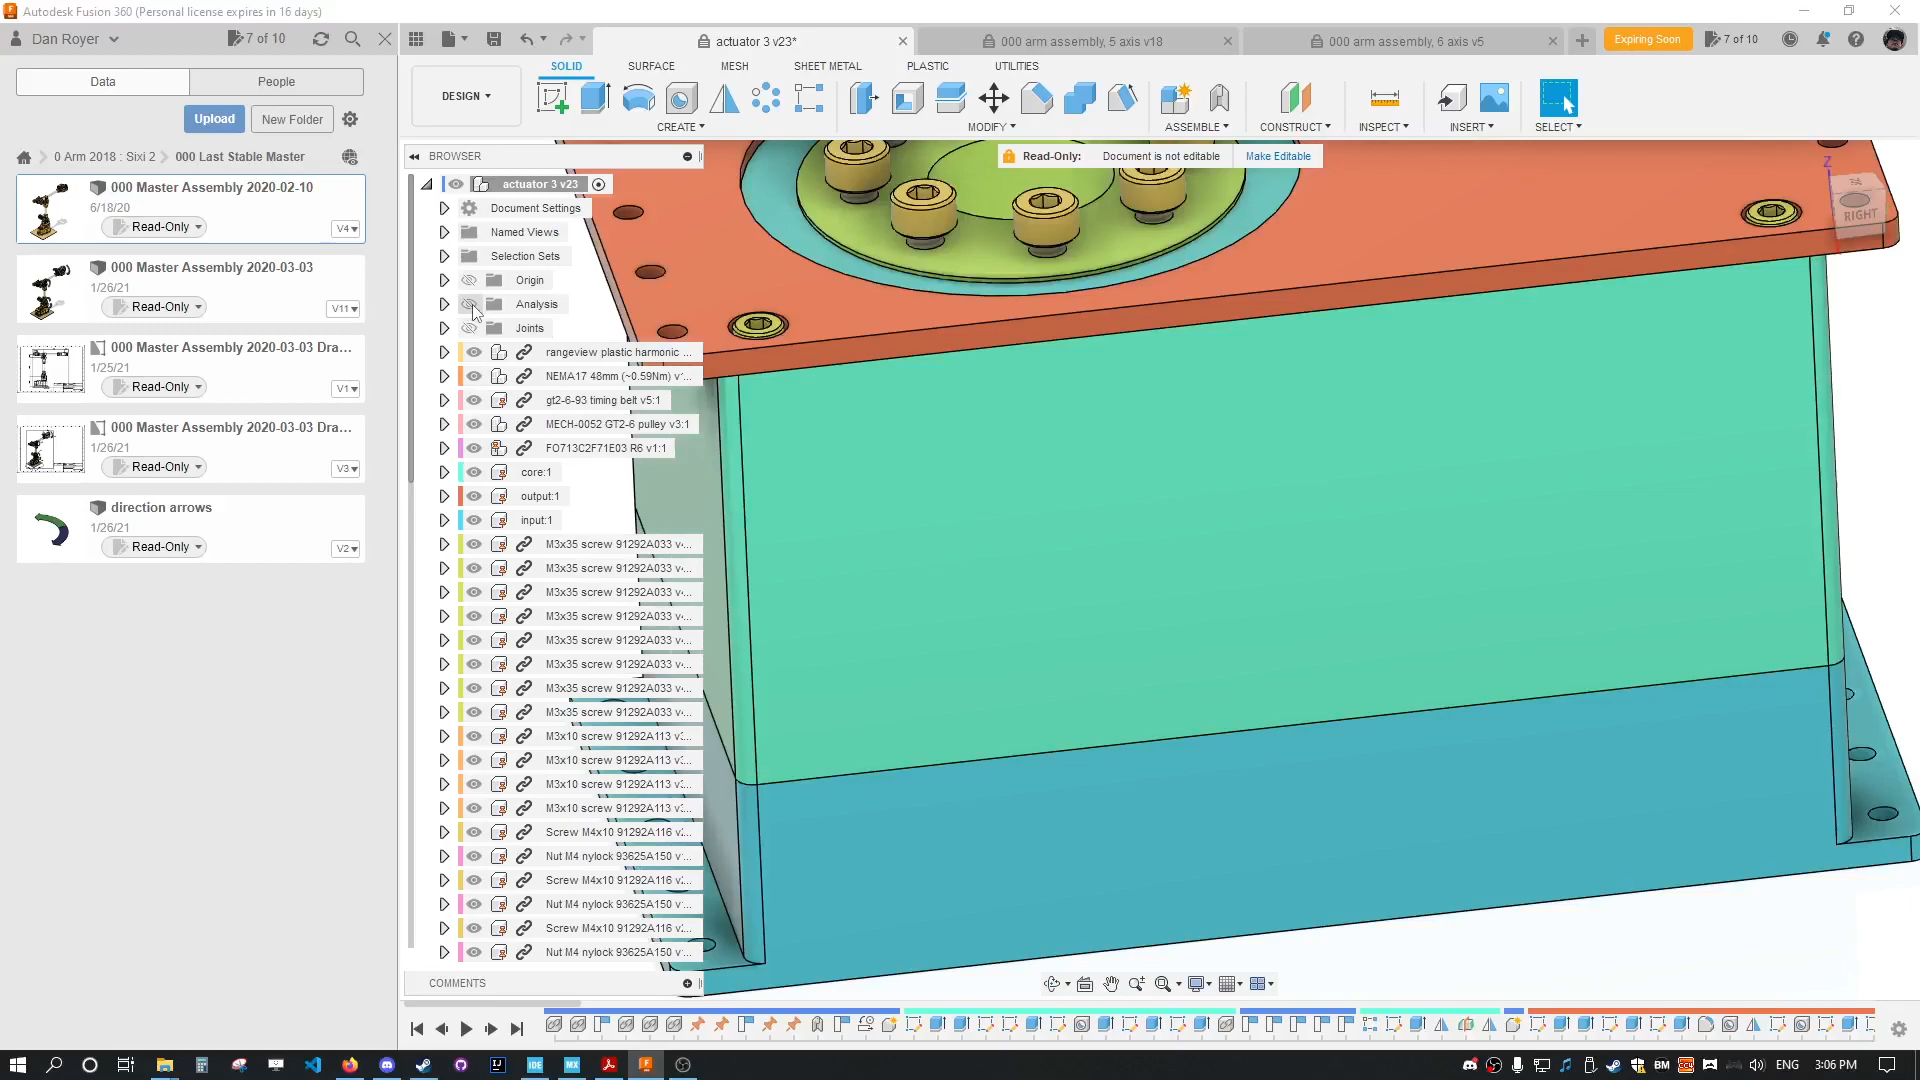 Autodesk Fusion 360 (Personal license expires in 16 days)
Dan Royer
7 of 10
actuator 3 v23*
000 arm assembly, 5 axis v18
000 arm assembly, 6 axis v5
Expiring Soon
7 of 10
Data
People
Upload
New Folder
0 Arm 2018 : Sixi 2
000 Last Stable Master
000 Master Assembly 2020-02-10
6/18/20
Read-Only
V4
000 Master Assembly 2020-03-03
1/26/21
Read-Only
V11
000 Master Assembly 2020-03-03 Dra...
1/25/21
Read-Only
V1
000 Master Assembly 2020-03-03 Dra...
1/26/21
Read-Only
V3
direction arrows
1/26/21
Read-Only
V2
SOLID
SURFACE
MESH
SHEET METAL
PLASTIC
UTILITIES
DESIGN
CREATE
MODIFY
ASSEMBLE
CONSTRUCT
INSPECT
INSERT
SELECT
BROWSER
Read-Only:
Document is not editable
Make Editable
Z
RIGHT
actuator 3 v23
Document Settings
Named Views
Selection Sets
Origin
Analysis
Joints
rangeview plastic harmonic ...
NEMA17 48mm (~0.59Nm) v'...
gt2-6-93 timing belt v5:1
MECH-0052 GT2-6 pulley v3:1
FO713C2F71E03 R6 v1:1
core:1
output:1
input:1
M3x35 screw 91292A033 v...
M3x35 screw 91292A033 v...
M3x35 screw 91292A033 v...
M3x35 screw 91292A033 v...
M3x35 screw 91292A033 v...
M3x35 screw 91292A033 v...
M3x35 screw 91292A033 v...
M3x35 screw 91292A033 v...
M3x10 screw 91292A113 v...
M3x10 screw 91292A113 v...
M3x10 screw 91292A113 v...
M3x10 screw 91292A113 v...
Screw M4x10 91292A116 v...
Nut M4 nylock 93625A150 v...
Screw M4x10 91292A116 v...
Nut M4 nylock 93625A150 v...
Screw M4x10 91292A116 v...
Nut M4 nylock 93625A150 v...
COMMENTS
IDE
MX
BM
ENG
3:06 PM